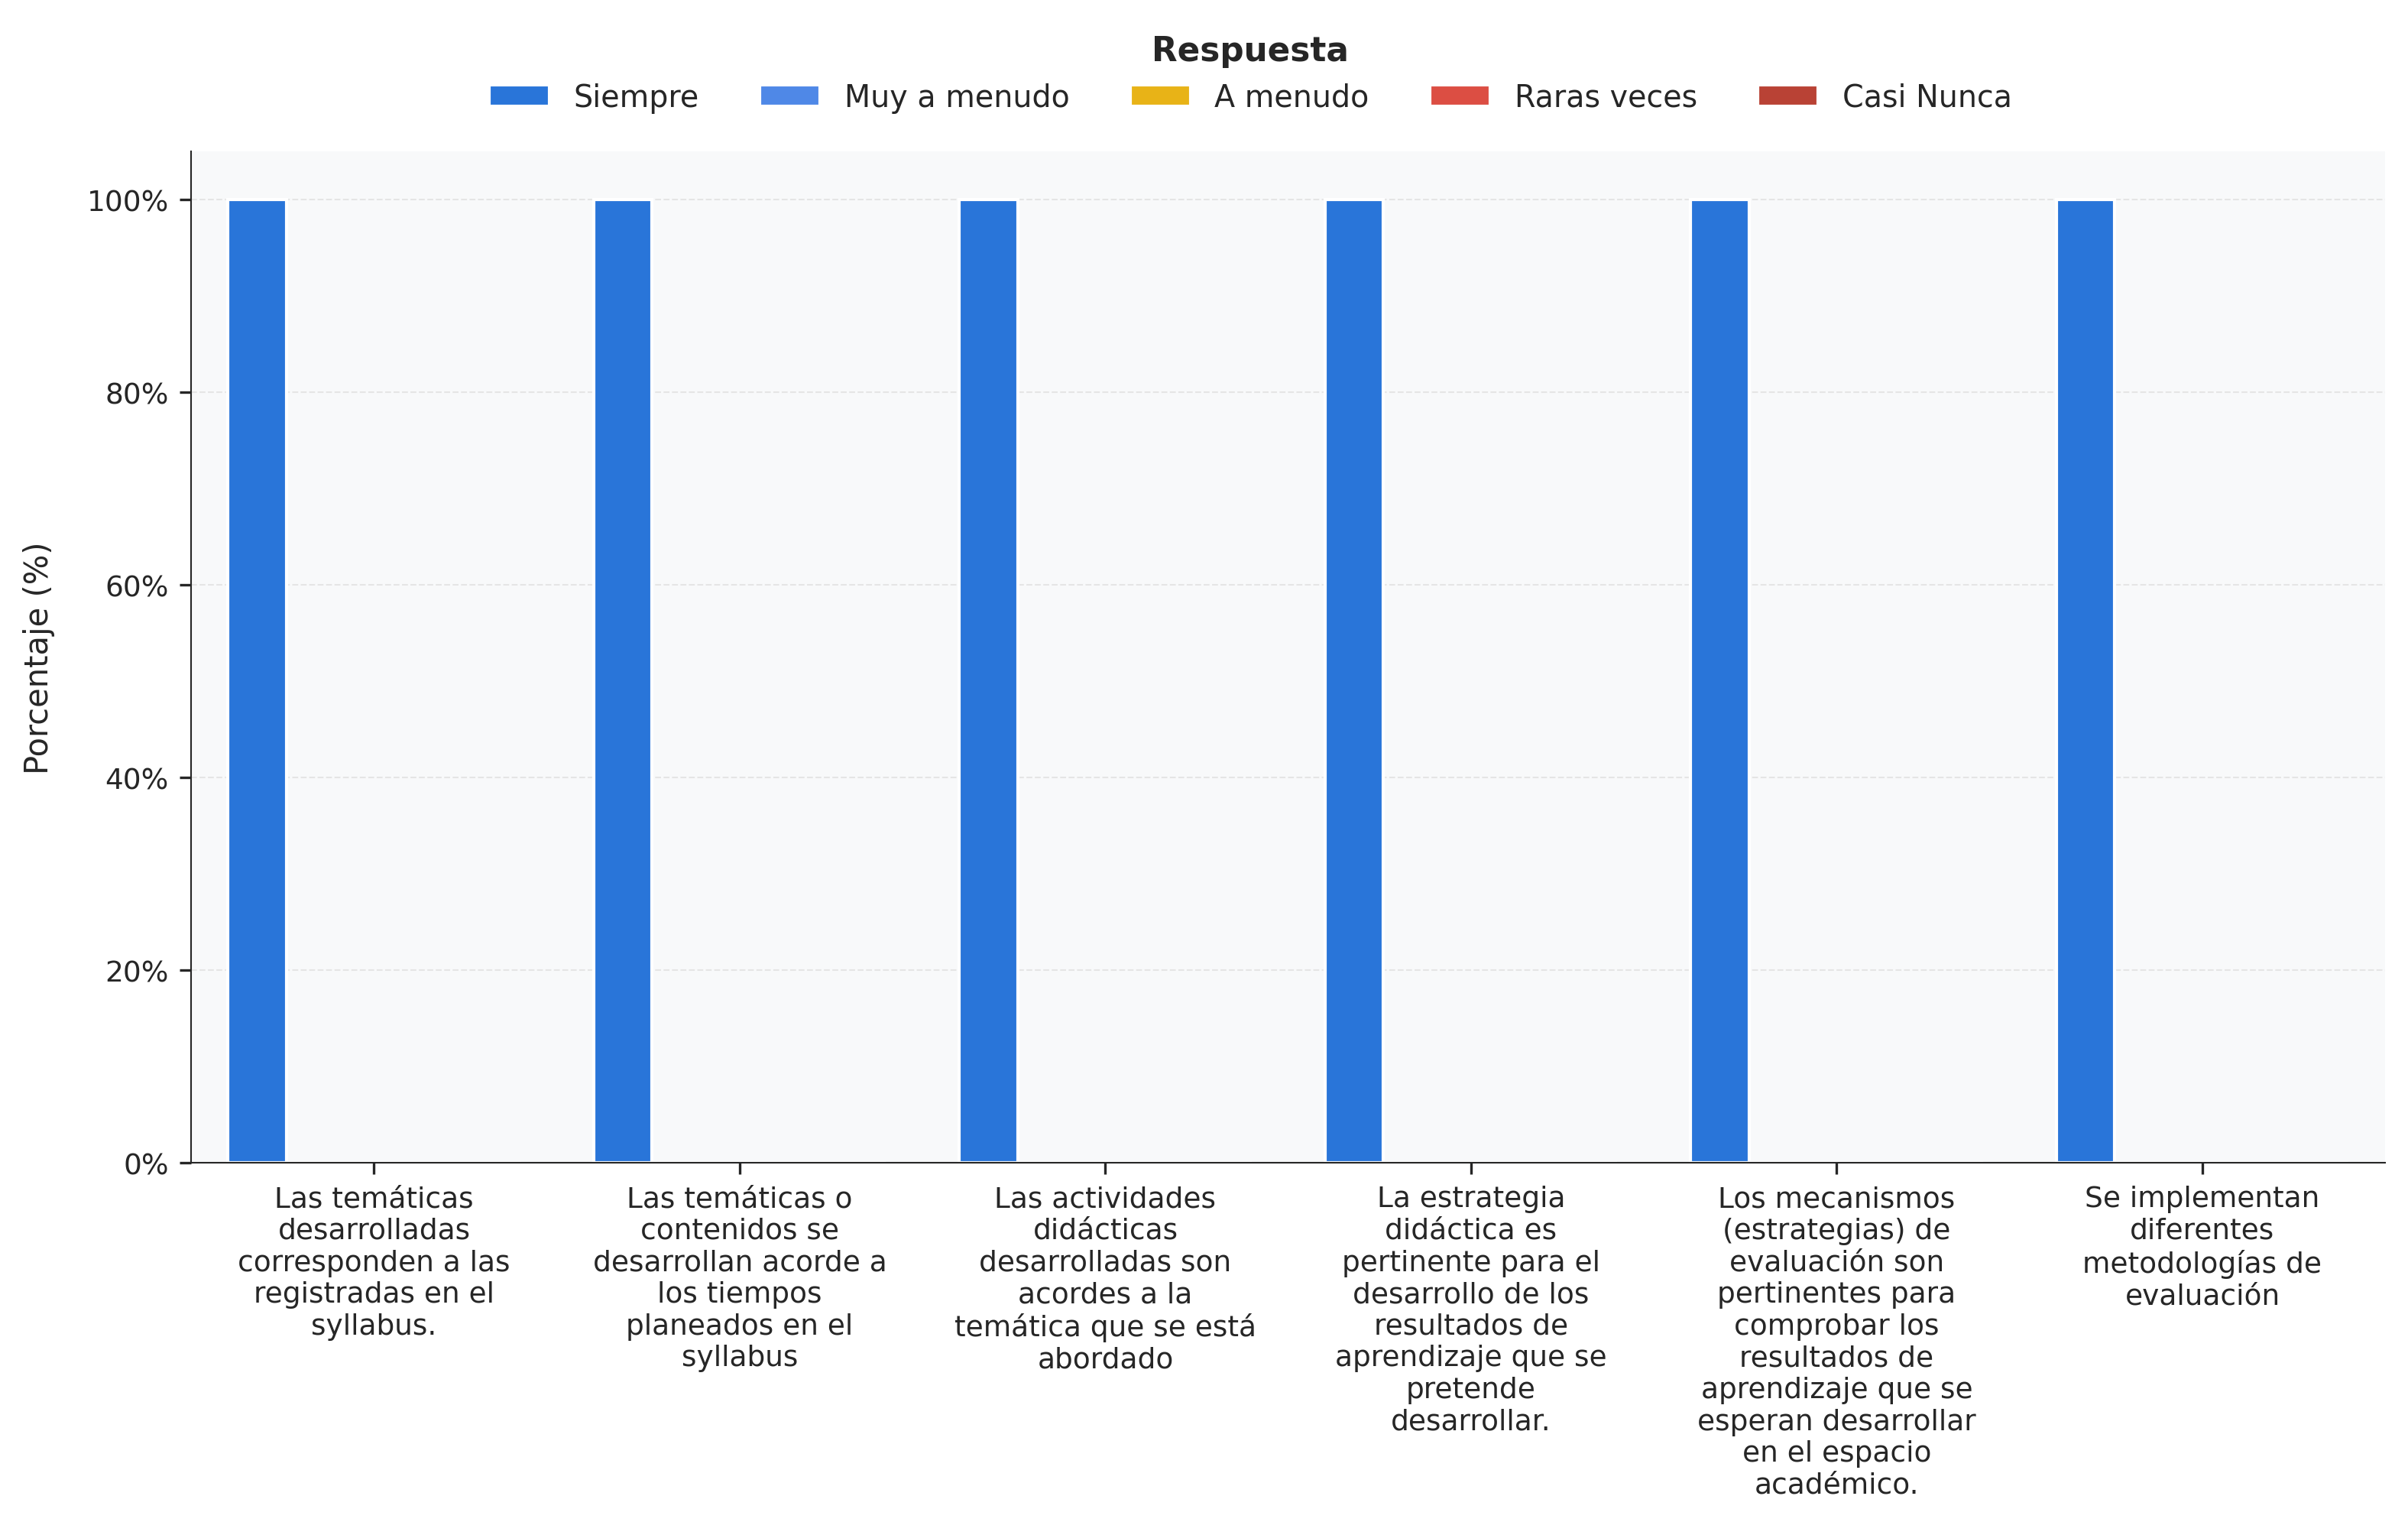 Respuesta
Siempre
Muy a menudo
A menudo
Raras veces
Casi Nunca
Porcentaje (%)
100%
80%
60%
40%
20%
0%
Las temáticas
desarrolladas
corresponden a las
registradas en el
syllabus.
Las temáticas o
contenidos se
desarrollan acorde a
los tiempos
planeados en el
syllabus
Las actividades
didácticas
desarrolladas son
acordes a la
temática que se está
abordado
La estrategia
didáctica es
pertinente para el
desarrollo de los
resultados de
aprendizaje que se
pretende
desarrollar.
Los mecanismos
(estrategias) de
evaluación son
pertinentes para
comprobar los
resultados de
aprendizaje que se
esperan desarrollar
en el espacio
académico.
Se implementan
diferentes
metodologías de
evaluación